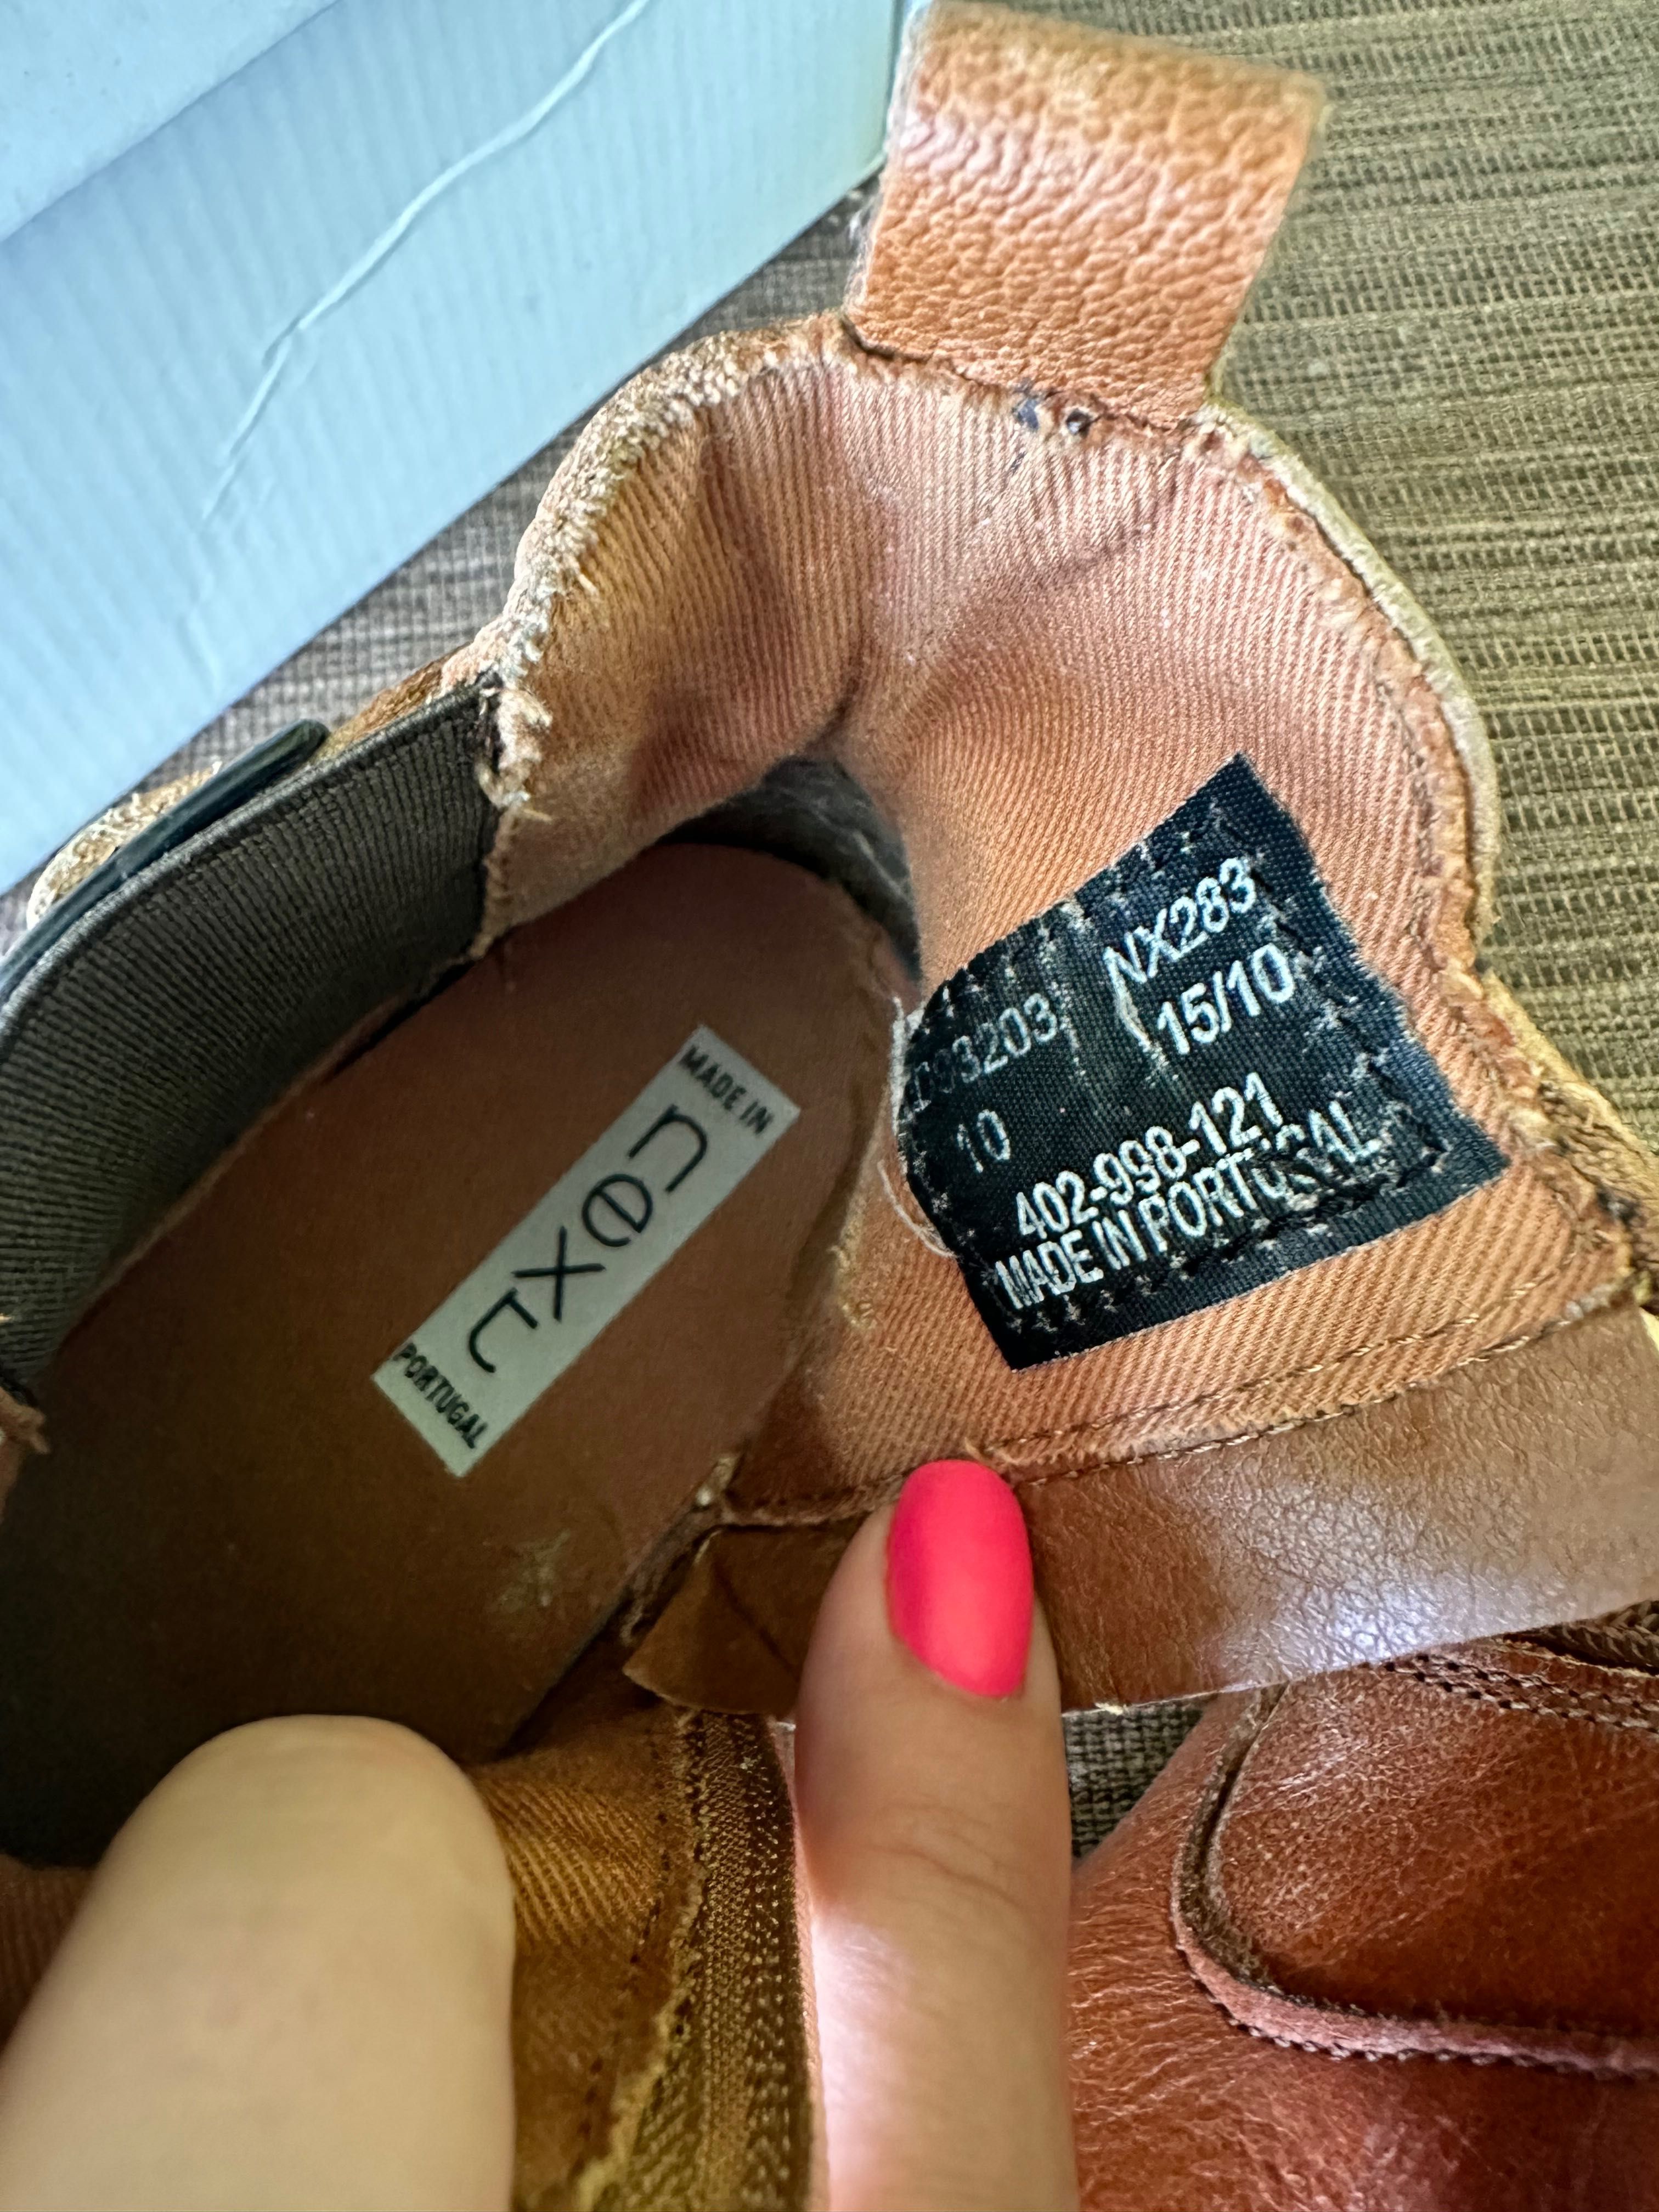 MADE IN
next
PORTUGAL
NX283
15/10
10
402-998-121
MADE IN PORTUGAL